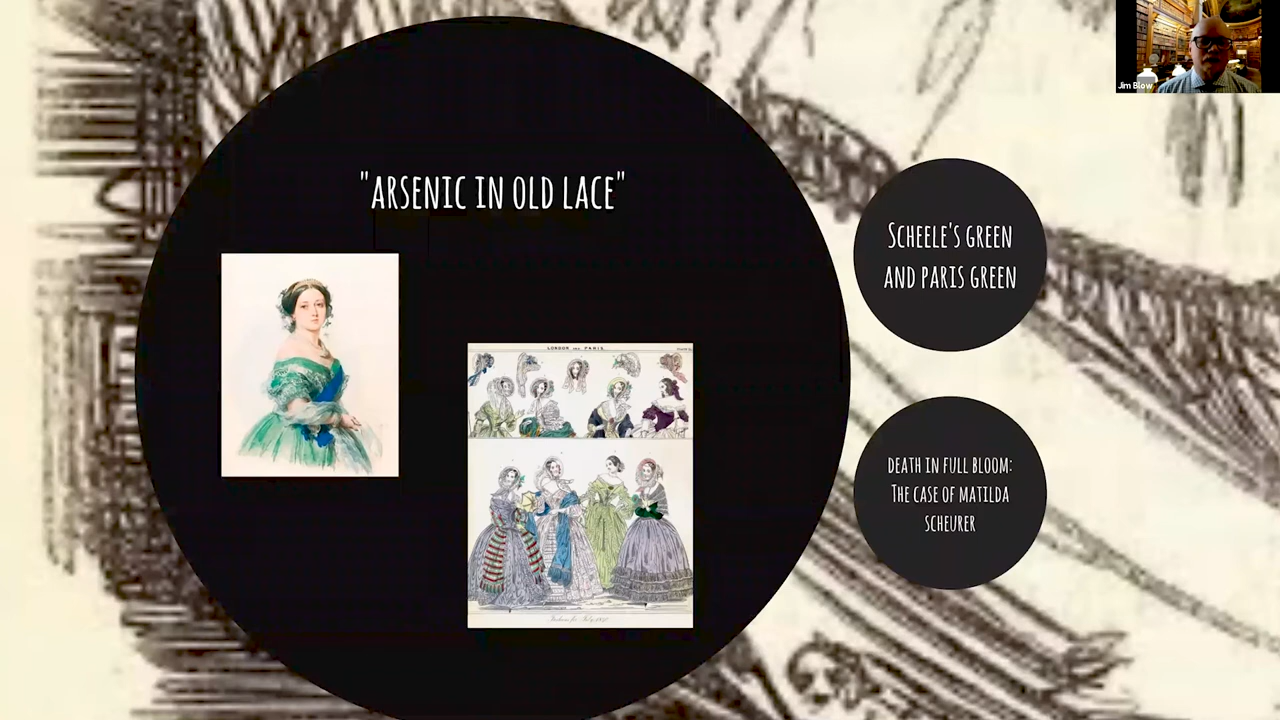 "ARSENIC IN OLD LACE"
LONDON AND PARIS
SCHEELE'S GREEN
AND PARIS GREEN
DEATH IN FULL BLOOM:
THE CASE OF MATILDA
SCHEURER
Jim Blow